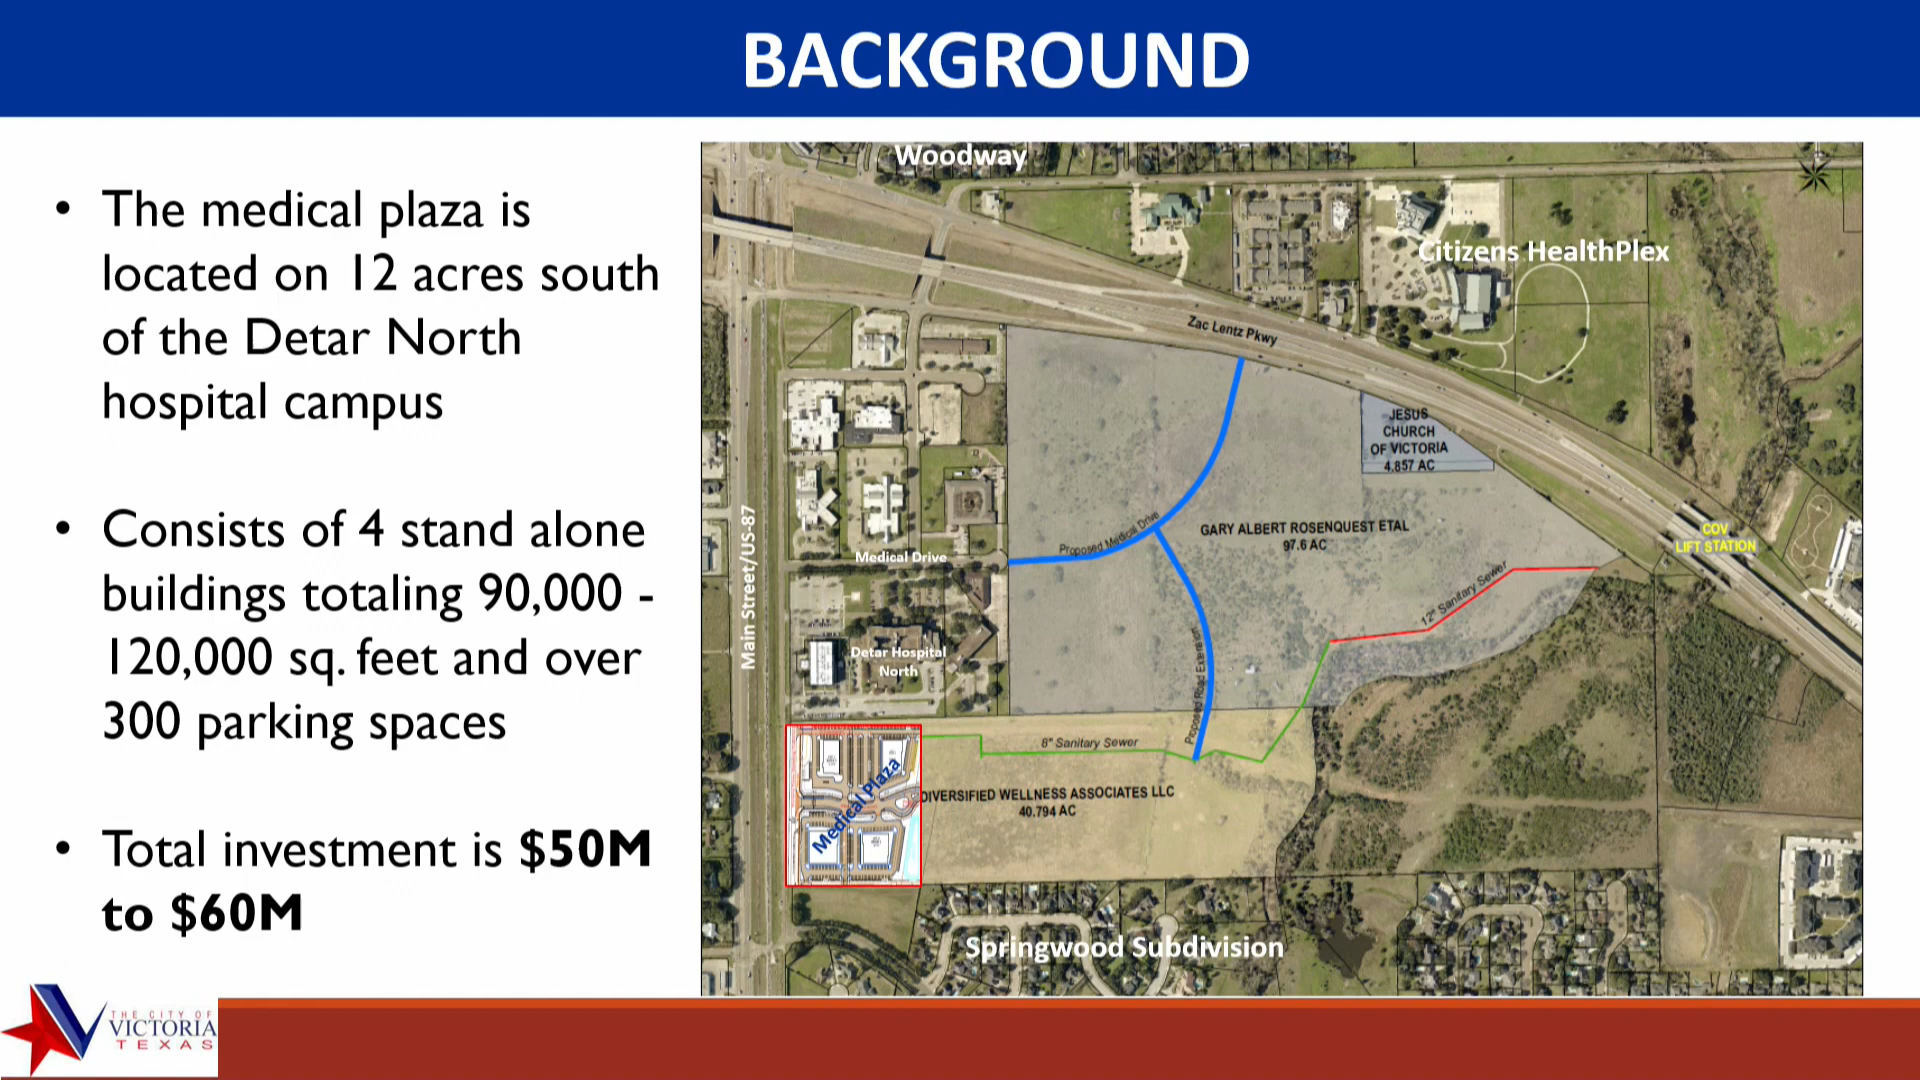 BACKGROUND
• The medical plaza is
located on 12 acres south
of the Detar North
hospital campus
• Consists of 4 stand alone
buildings totaling 90,000 -
120,000 sq. feet and over
300 parking spaces
• Total investment is $50M
to $60M
Woodway
Citizens HealthPlex
Zac Lentz Pkwy
JESUS
CHURCH
OF VICTORIA
4.857 AC
GARY ALBERT ROSENQUEST ETAL
97.6 AC
COV
LIFT STATION
Main Street/US-87
Medical Drive
Proposed Medical Drive
12" Sanitary Sewer
Detar Hospital
North
Proposed Road Extension
8" Sanitary Sewer
Medical Plaza
DIVERSIFIED WELLNESS ASSOCIATES LLC
40.794 AC
Springwood Subdivision
THE CITY OF
VICTORIA
TEXAS